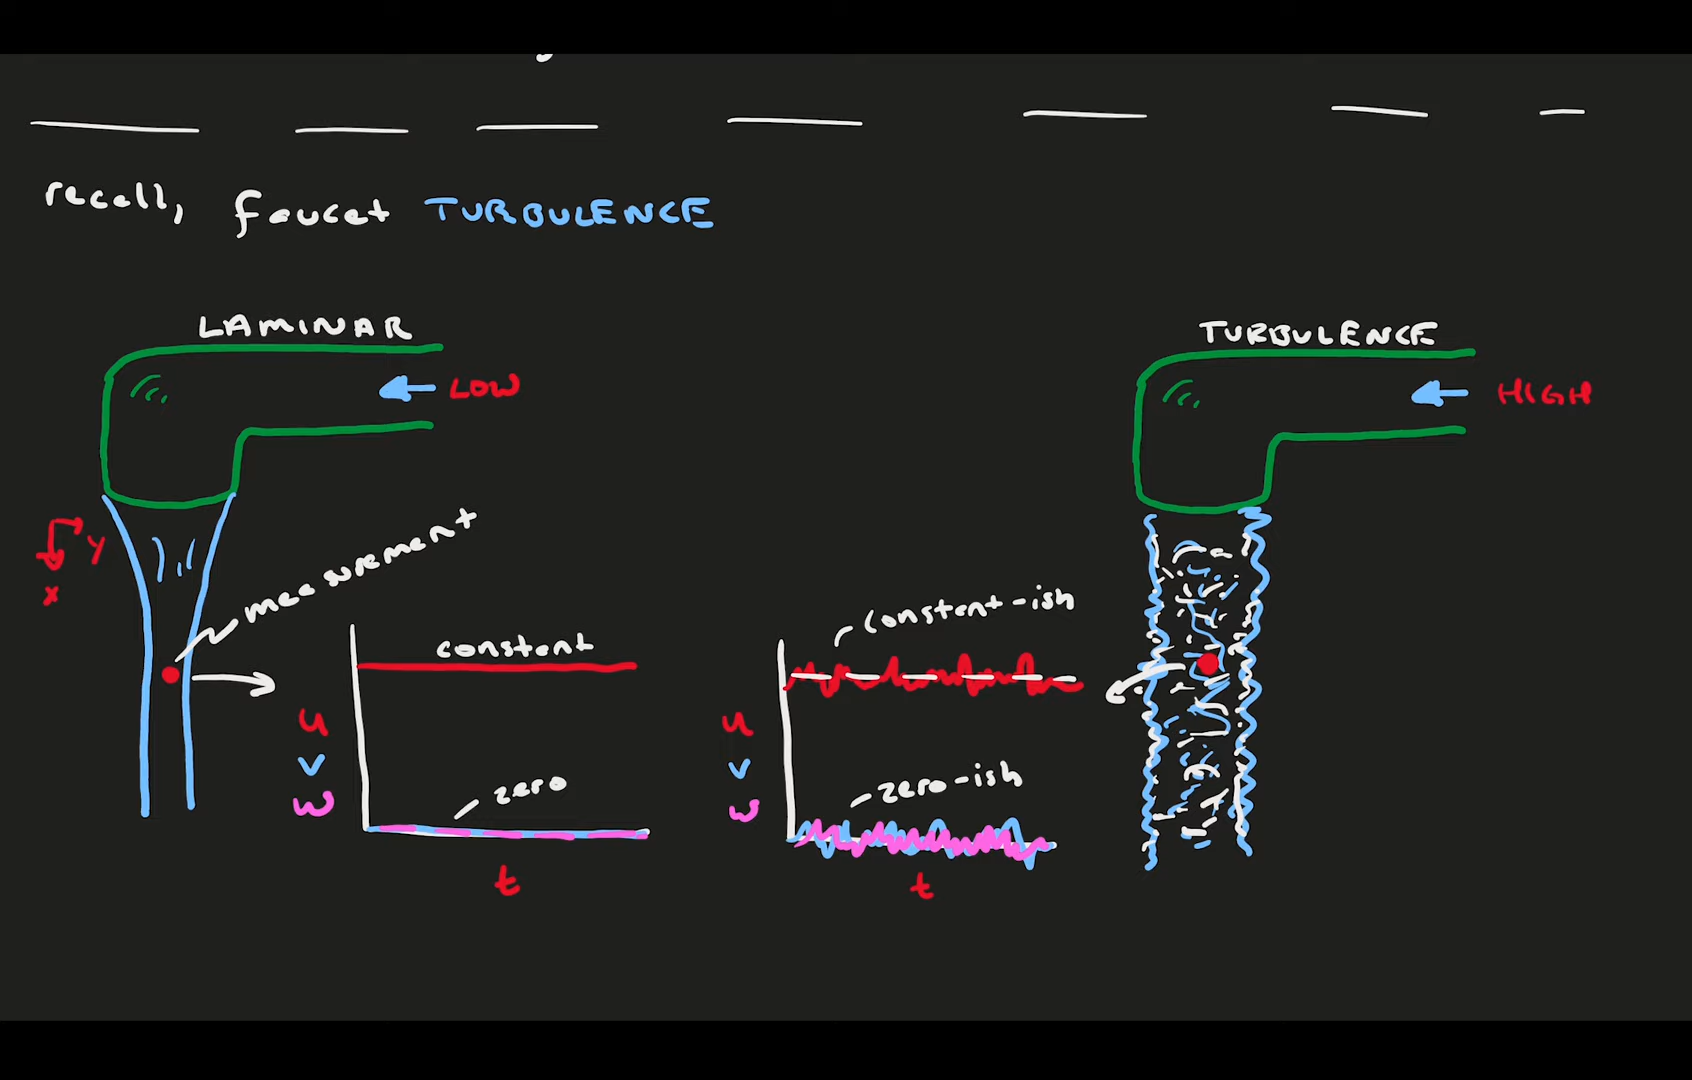 recall, faucet TURBULENCE
LAMINAR
LOW
y
x
measurement
constant
u
v
w
zero
t
TURBULENCE
HIGH
constant-ish
u
v
w
zero-ish
t